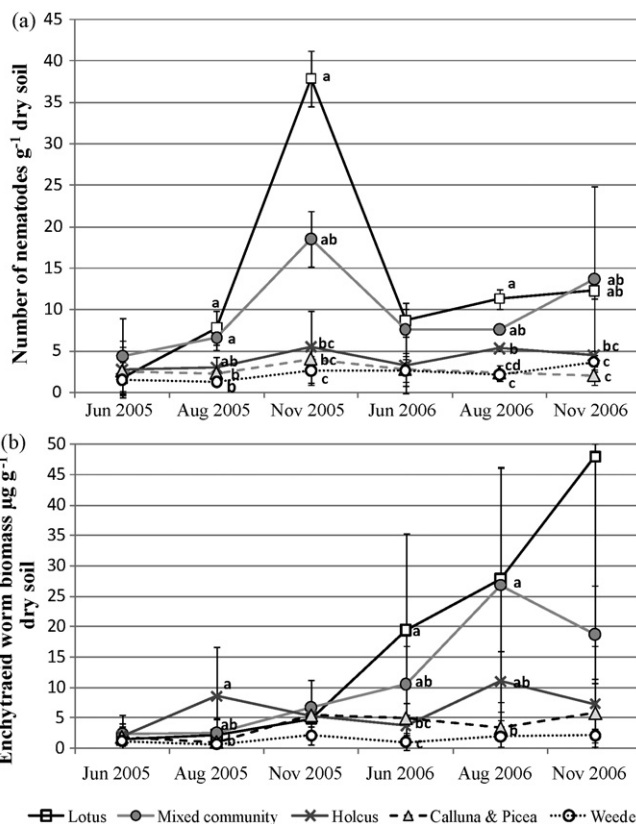 (a)
Number of nematodes g-1 dry soil
45
40
35
30
25
20
15
10
5
0
a
a
a
ab
b
b
ab
bc
bc
c
a
ab
b
cd
c
ab
ab
bc
c
c
Jun 2005 Aug 2005 Nov 2005 Jun 2006 Aug 2006 Nov 2006
(b)
Enchytraeid worm biomass µg g-1
dry soil
50
45
40
35
30
25
20
15
10
5
0
a
ab
b
a
ab
bc
c
a
ab
b
Jun 2005 Aug 2005 Nov 2005 Jun 2006 Aug 2006 Nov 2006
Lotus Mixed community Holcus Calluna & Picea Weede